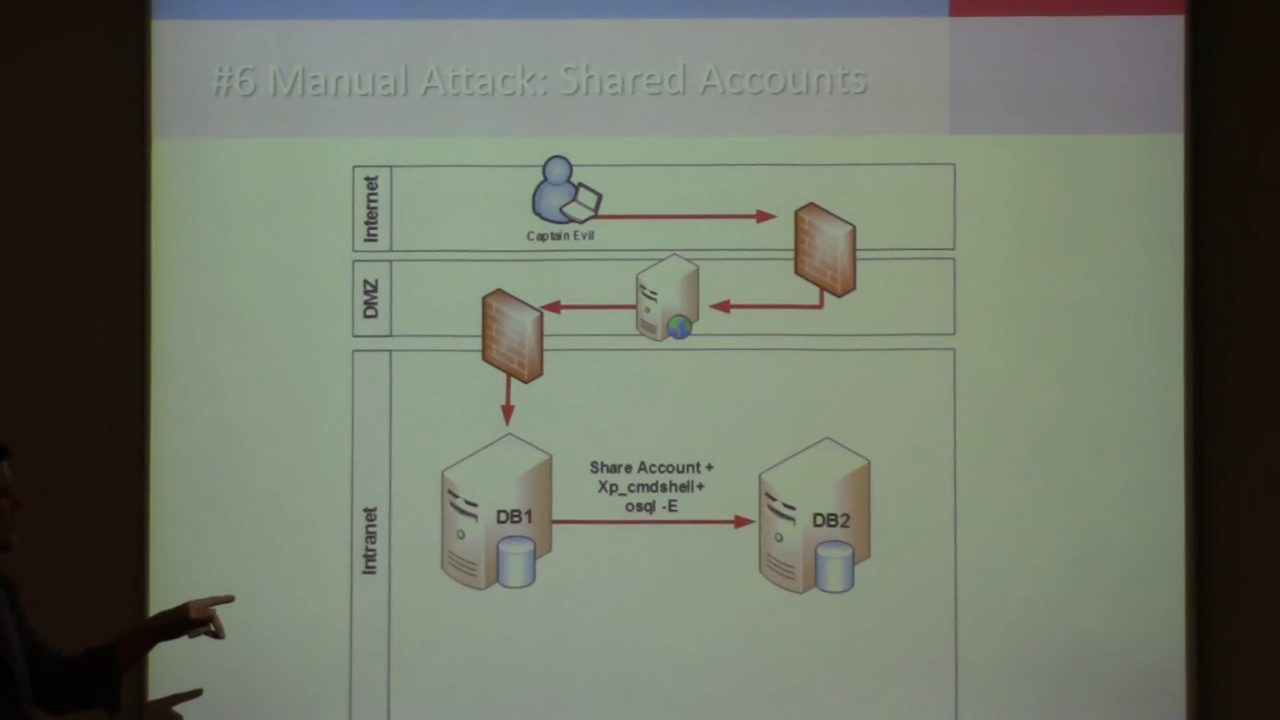 #6 Manual Attack: Shared Accounts
Internet
Captain Evil
DMZ
Intranet
Share Account +
Xp_cmdshell+
osql -E
DB1
DB2